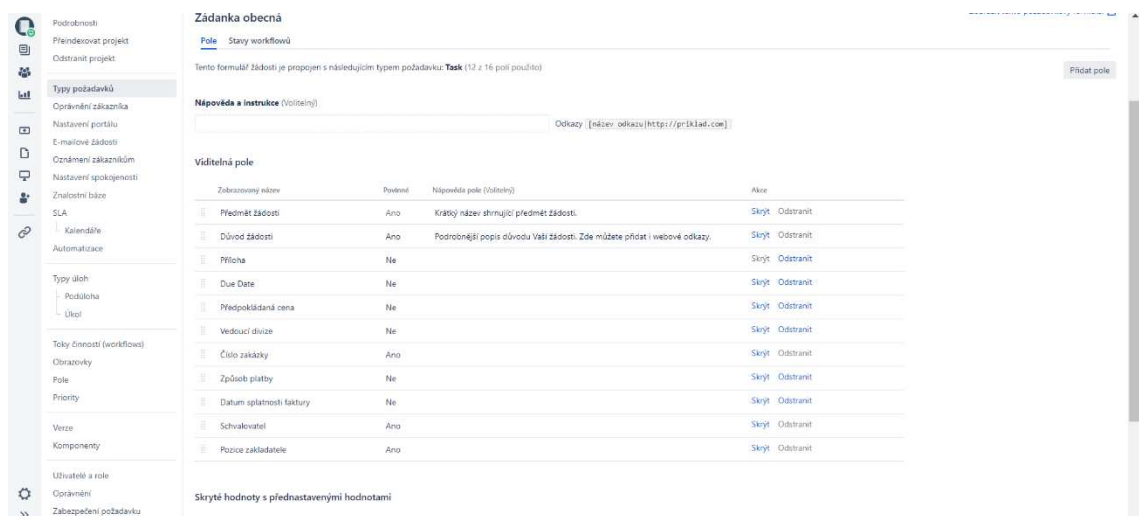 Podrobnosti
Přeindexovat projekt
Odstranit projekt
Typy požadavků
Oprávnění zákazníka
Nastavení portálu
E-mailové žádosti
Oznámení zákazníkům
Nastavení spokojenosti
Znalostní báze
SLA
Kalendáře
Automatizace
Typy úloh
Podúloha
Úkol
Toky činností (workflows)
Obrazovky
Pole
Priority
Verze
Komponenty
Uživatelé a role
Oprávnění
Zabezpečení požadavku
Žádanka obecná
Pole Stavy workflowů
Tento formulář žádosti je propojen s následujícím typem požadavku: Task (12 z 16 polí použito)
Přidat pole
Nápověda a instrukce (Volitelný)
Odkazy [název odkazu|http://priklad.com]
Viditelná pole
Zobrazovaný název Povinné Nápověda pole (Volitelný) Akce
Předmět žádosti Ano Krátký název shrnující předmět žádosti. Skrýt Odstranit
Důvod žádosti Ano Podrobnější popis důvodu Vaší žádosti. Zde můžete přidat i webové odkazy. Skrýt Odstranit
Příloha Ne Skrýt Odstranit
Due Date Ne Skrýt Odstranit
Předpokládaná cena Ne Skrýt Odstranit
Vedoucí divize Ne Skrýt Odstranit
Číslo zakázky Ano Skrýt Odstranit
Způsob platby Ne Skrýt Odstranit
Datum splatnosti faktury Ne Skrýt Odstranit
Schvalovatel Ano Skrýt Odstranit
Pozice zakladatele Ano Skrýt Odstranit
Skryté hodnoty s přednastavenými hodnotami